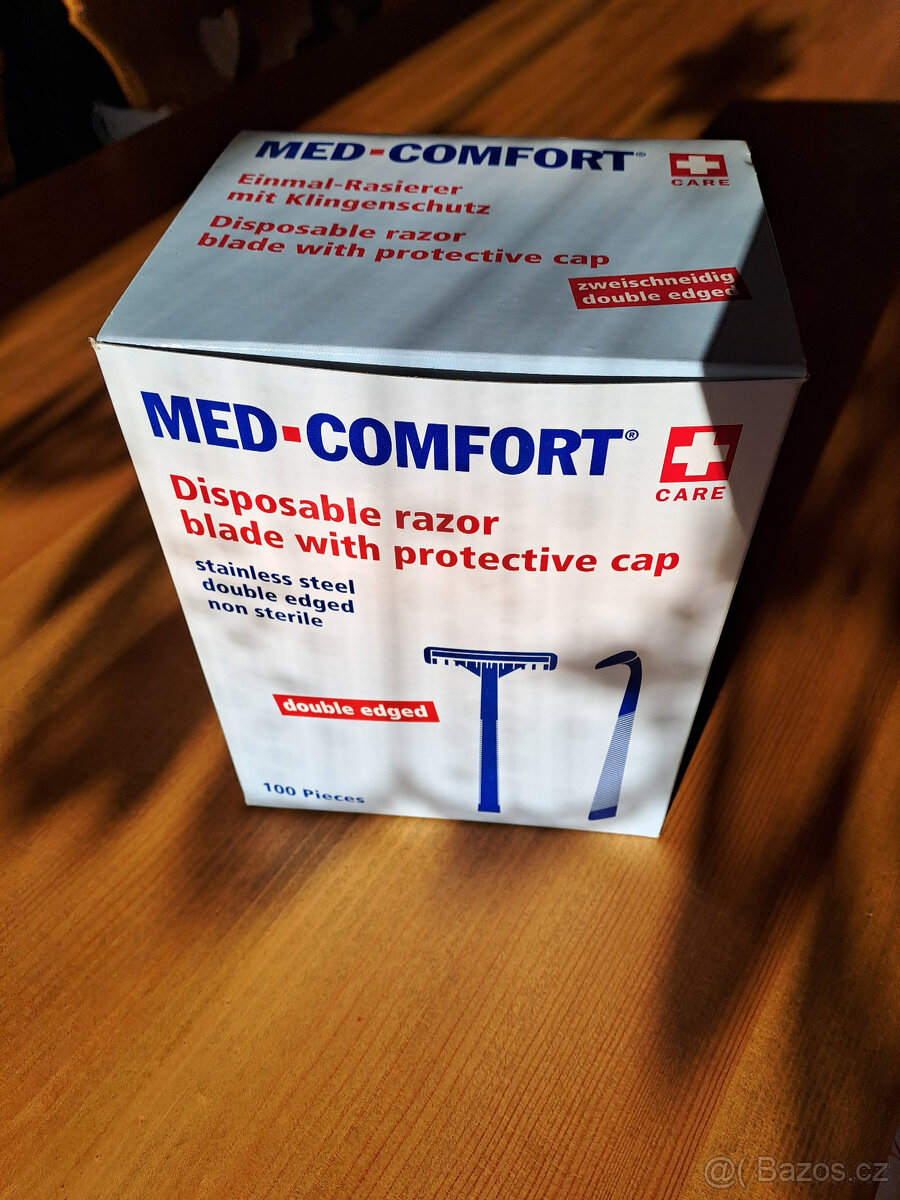 MED-COMFORT®
CARE
Einmal-Rasierer
mit Klingenschutz
Disposable razor
blade with protective cap
zweischneidig
double edged
MED-COMFORT®
CARE
Disposable razor
blade with protective cap
stainless steel
double edged
non sterile
double edged
100 Pieces
@( Bazos.cz